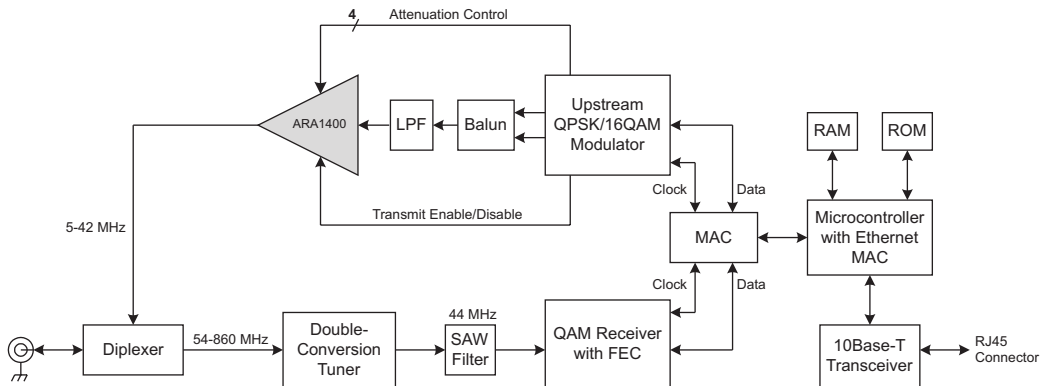 4
Attenuation Control
ARA1400
LPF
Balun
Upstream
QPSK/16QAM
Modulator
RAM
ROM
Transmit Enable/Disable
Clock
Data
5-42 MHz
MAC
Microcontroller
with Ethernet
MAC
Clock
Data
Diplexer
54-860 MHz
Double-
Conversion
Tuner
44 MHz
SAW
Filter
QAM Receiver
with FEC
10Base-T
Transceiver
RJ45
Connector